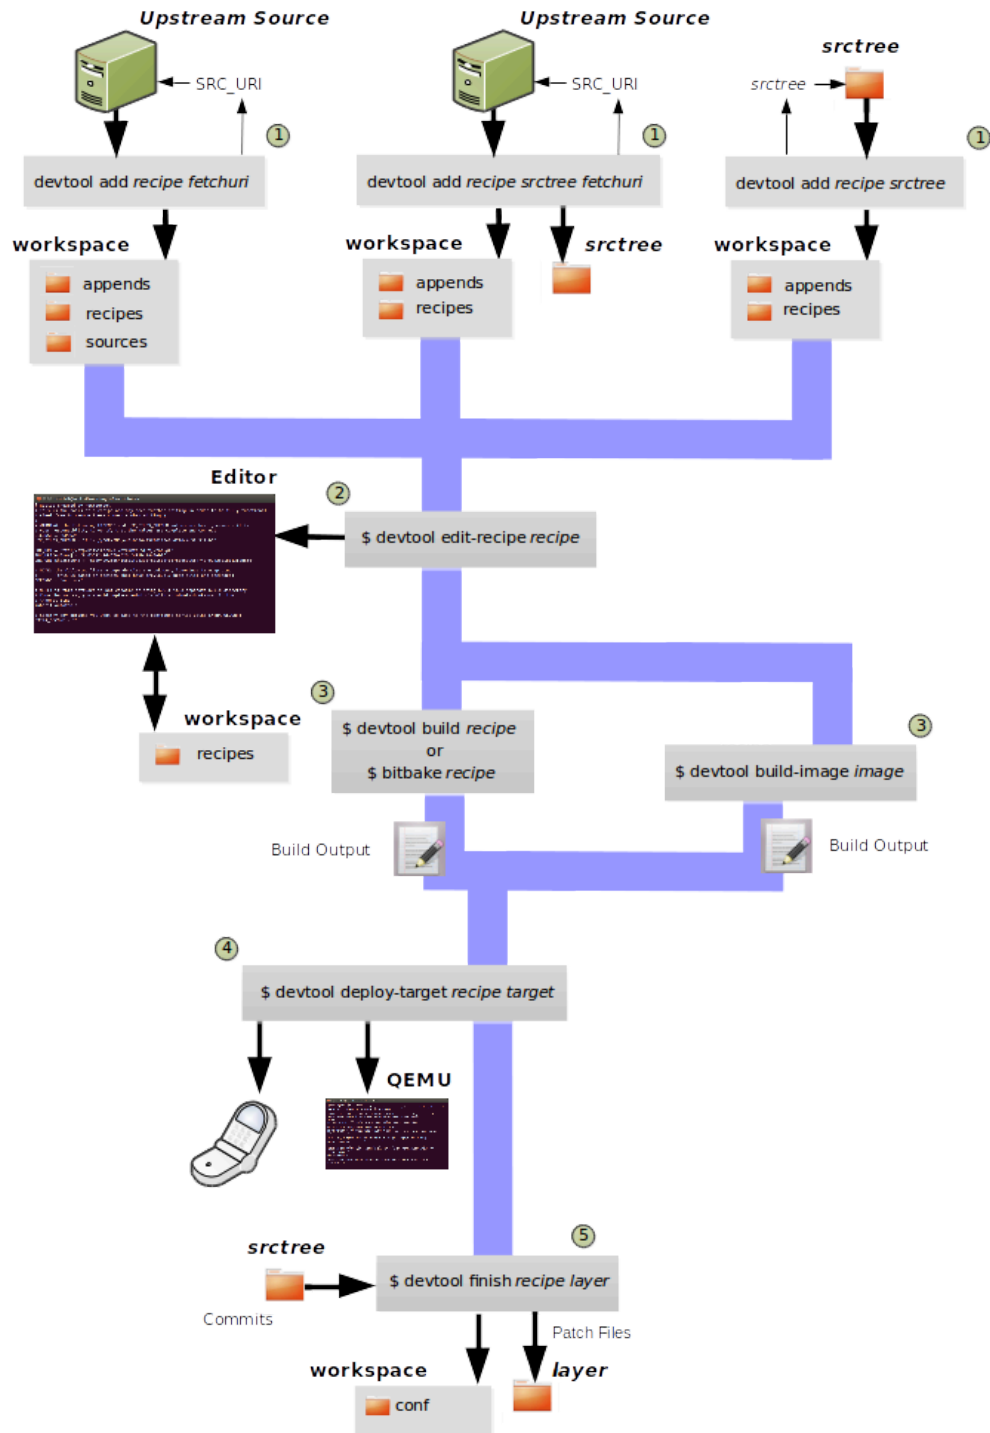 Upstream Source
Upstream Source
srctree
SRC_URI
SRC_URI
srctree
1
1
1
devtool add recipe fetchuri
devtool add recipe srctree fetchuri
devtool add recipe srctree
workspace
appends
recipes
sources
workspace
appends
recipes
srctree
workspace
appends
recipes
Editor
2
$ devtool edit-recipe recipe
workspace
recipes
3
$ devtool build recipe
or
$ bitbake recipe
3
$ devtool build-image image
Build Output
Build Output
4
$ devtool deploy-target recipe target
QEMU
5
srctree
Commits
$ devtool finish recipe layer
Patch Files
workspace
conf
layer